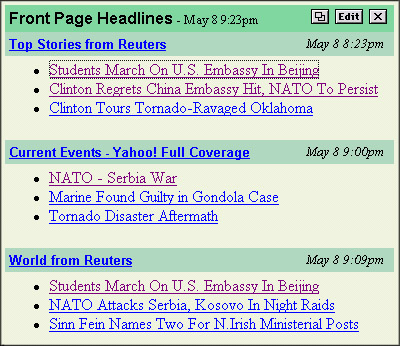 Front Page Headlines - May 8 9:23pm Edit
Top Stories from Reuters May 8 8:23pm
Students March On U.S. Embassy In Beijing
Clinton Regrets China Embassy Hit, NATO To Persist
Clinton Tours Tornado-Ravaged Oklahoma
Current Events - Yahoo! Full Coverage May 8 9:00pm
NATO - Serbia War
Marine Found Guilty in Gondola Case
Tornado Disaster Aftermath
World from Reuters May 8 9:09pm
Students March On U.S. Embassy In Beijing
NATO Attacks Serbia, Kosovo In Night Raids
Sinn Fein Names Two For N.Irish Ministerial Posts